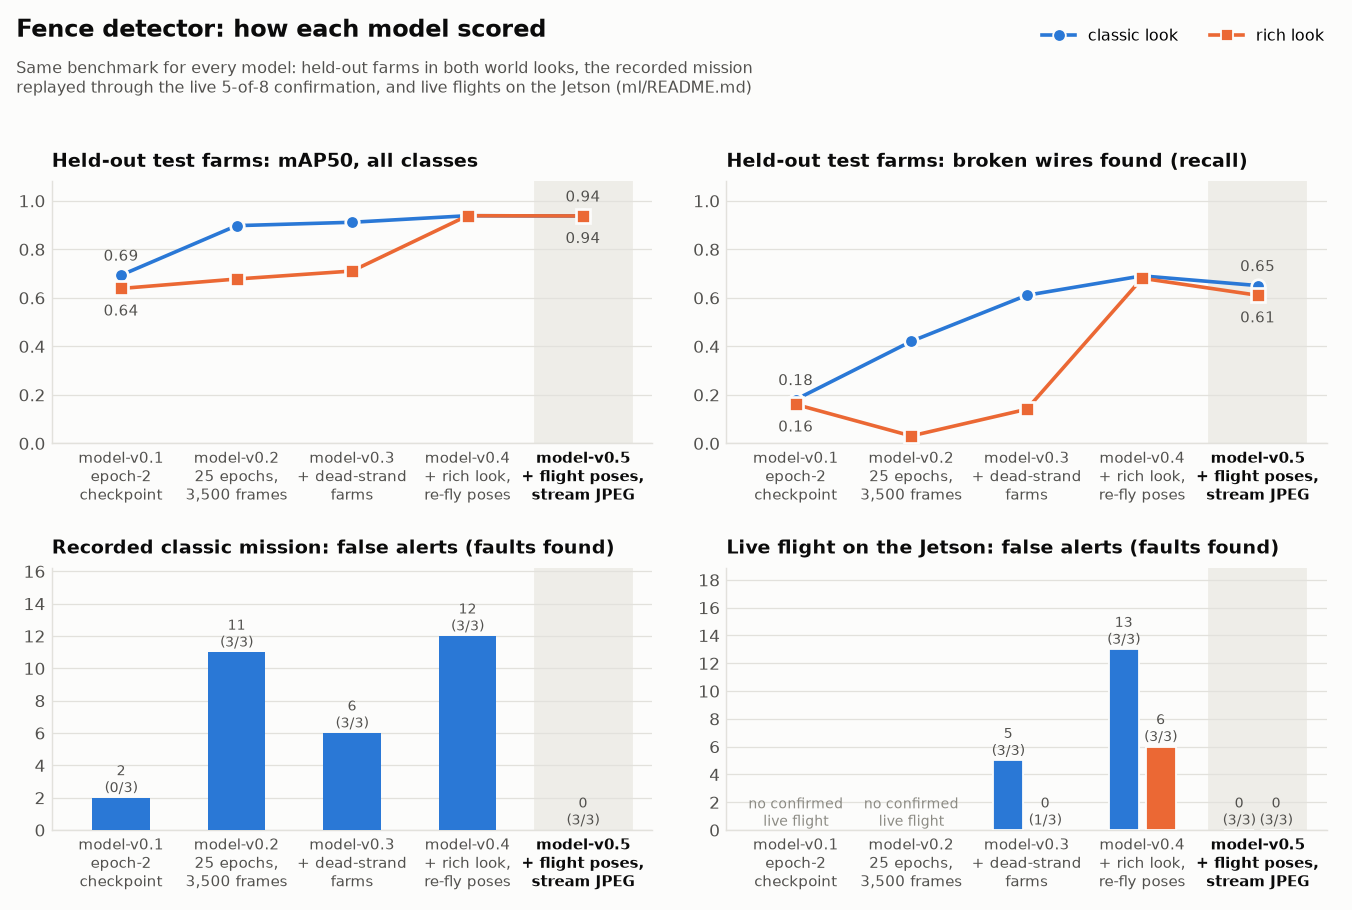 Fence detector: how each model scored
classic look
rich look
Same benchmark for every model: held-out farms in both world looks, the recorded mission
replayed through the live 5-of-8 confirmation, and live flights on the Jetson (ml/README.md)
Held-out test farms: mAP50, all classes
1.0
0.8
0.6
0.4
0.2
0.0
0.69
0.64
0.94
0.94
model-v0.1
epoch-2
checkpoint
model-v0.2
25 epochs,
3,500 frames
model-v0.3
+ dead-strand
farms
model-v0.4
+ rich look,
re-fly poses
model-v0.5
+ flight poses,
stream JPEG
Held-out test farms: broken wires found (recall)
1.0
0.8
0.6
0.4
0.2
0.0
0.18
0.16
0.65
0.61
model-v0.1
epoch-2
checkpoint
model-v0.2
25 epochs,
3,500 frames
model-v0.3
+ dead-strand
farms
model-v0.4
+ rich look,
re-fly poses
model-v0.5
+ flight poses,
stream JPEG
Recorded classic mission: false alerts (faults found)
16
14
12
10
8
6
4
2
0
2
(0/3)
11
(3/3)
6
(3/3)
12
(3/3)
0
(3/3)
model-v0.1
epoch-2
checkpoint
model-v0.2
25 epochs,
3,500 frames
model-v0.3
+ dead-strand
farms
model-v0.4
+ rich look,
re-fly poses
model-v0.5
+ flight poses,
stream JPEG
Live flight on the Jetson: false alerts (faults found)
18
16
14
12
10
8
6
4
2
0
no confirmed
live flight
no confirmed
live flight
5
(3/3)
0
(1/3)
13
(3/3)
6
(3/3)
0
(3/3)
0
(3/3)
model-v0.1
epoch-2
checkpoint
model-v0.2
25 epochs,
3,500 frames
model-v0.3
+ dead-strand
farms
model-v0.4
+ rich look,
re-fly poses
model-v0.5
+ flight poses,
stream JPEG